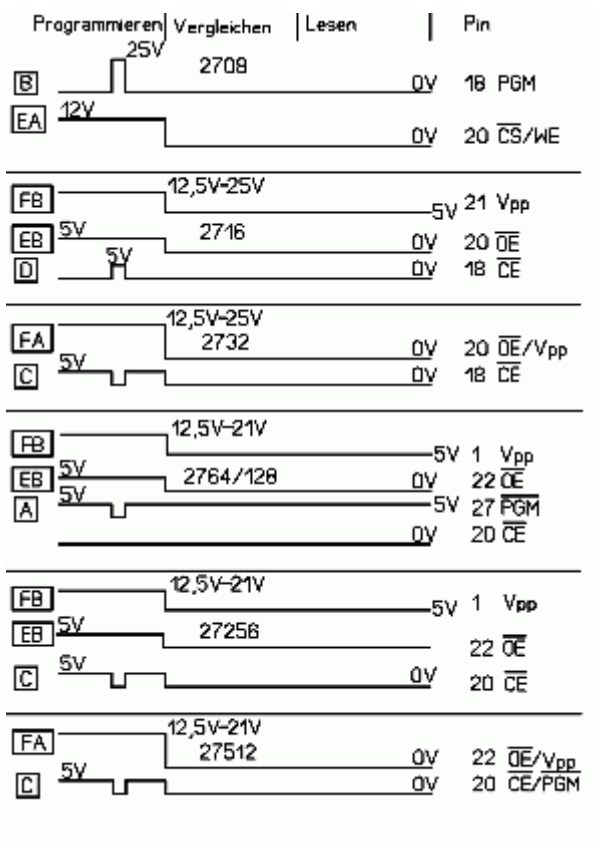 Programmieren Vergleichen Lesen Pin
25V
2708
B 0V 18 PGM
EA 12V
0V 20 CS/WE
FB 12,5V-25V
5V 21 Vpp
EB 5V 2716 0V 20 OE
D 5V 0V 18 CE
12,5V-25V
FA 2732 0V 20 OE/Vpp
C 5V 0V 18 CE
FB 12,5V-21V
5V 1 Vpp
EB 5V 2764/128 0V 22 OE
A 5V 5V 27 PGM
0V 20 CE
FB 12,5V-21V
5V 1 Vpp
EB 5V 27256
22 OE
C 5V 0V 20 CE
FA 12,5V-21V
27512 0V 22 OE/Vpp
C 5V 0V 20 CE/PGM